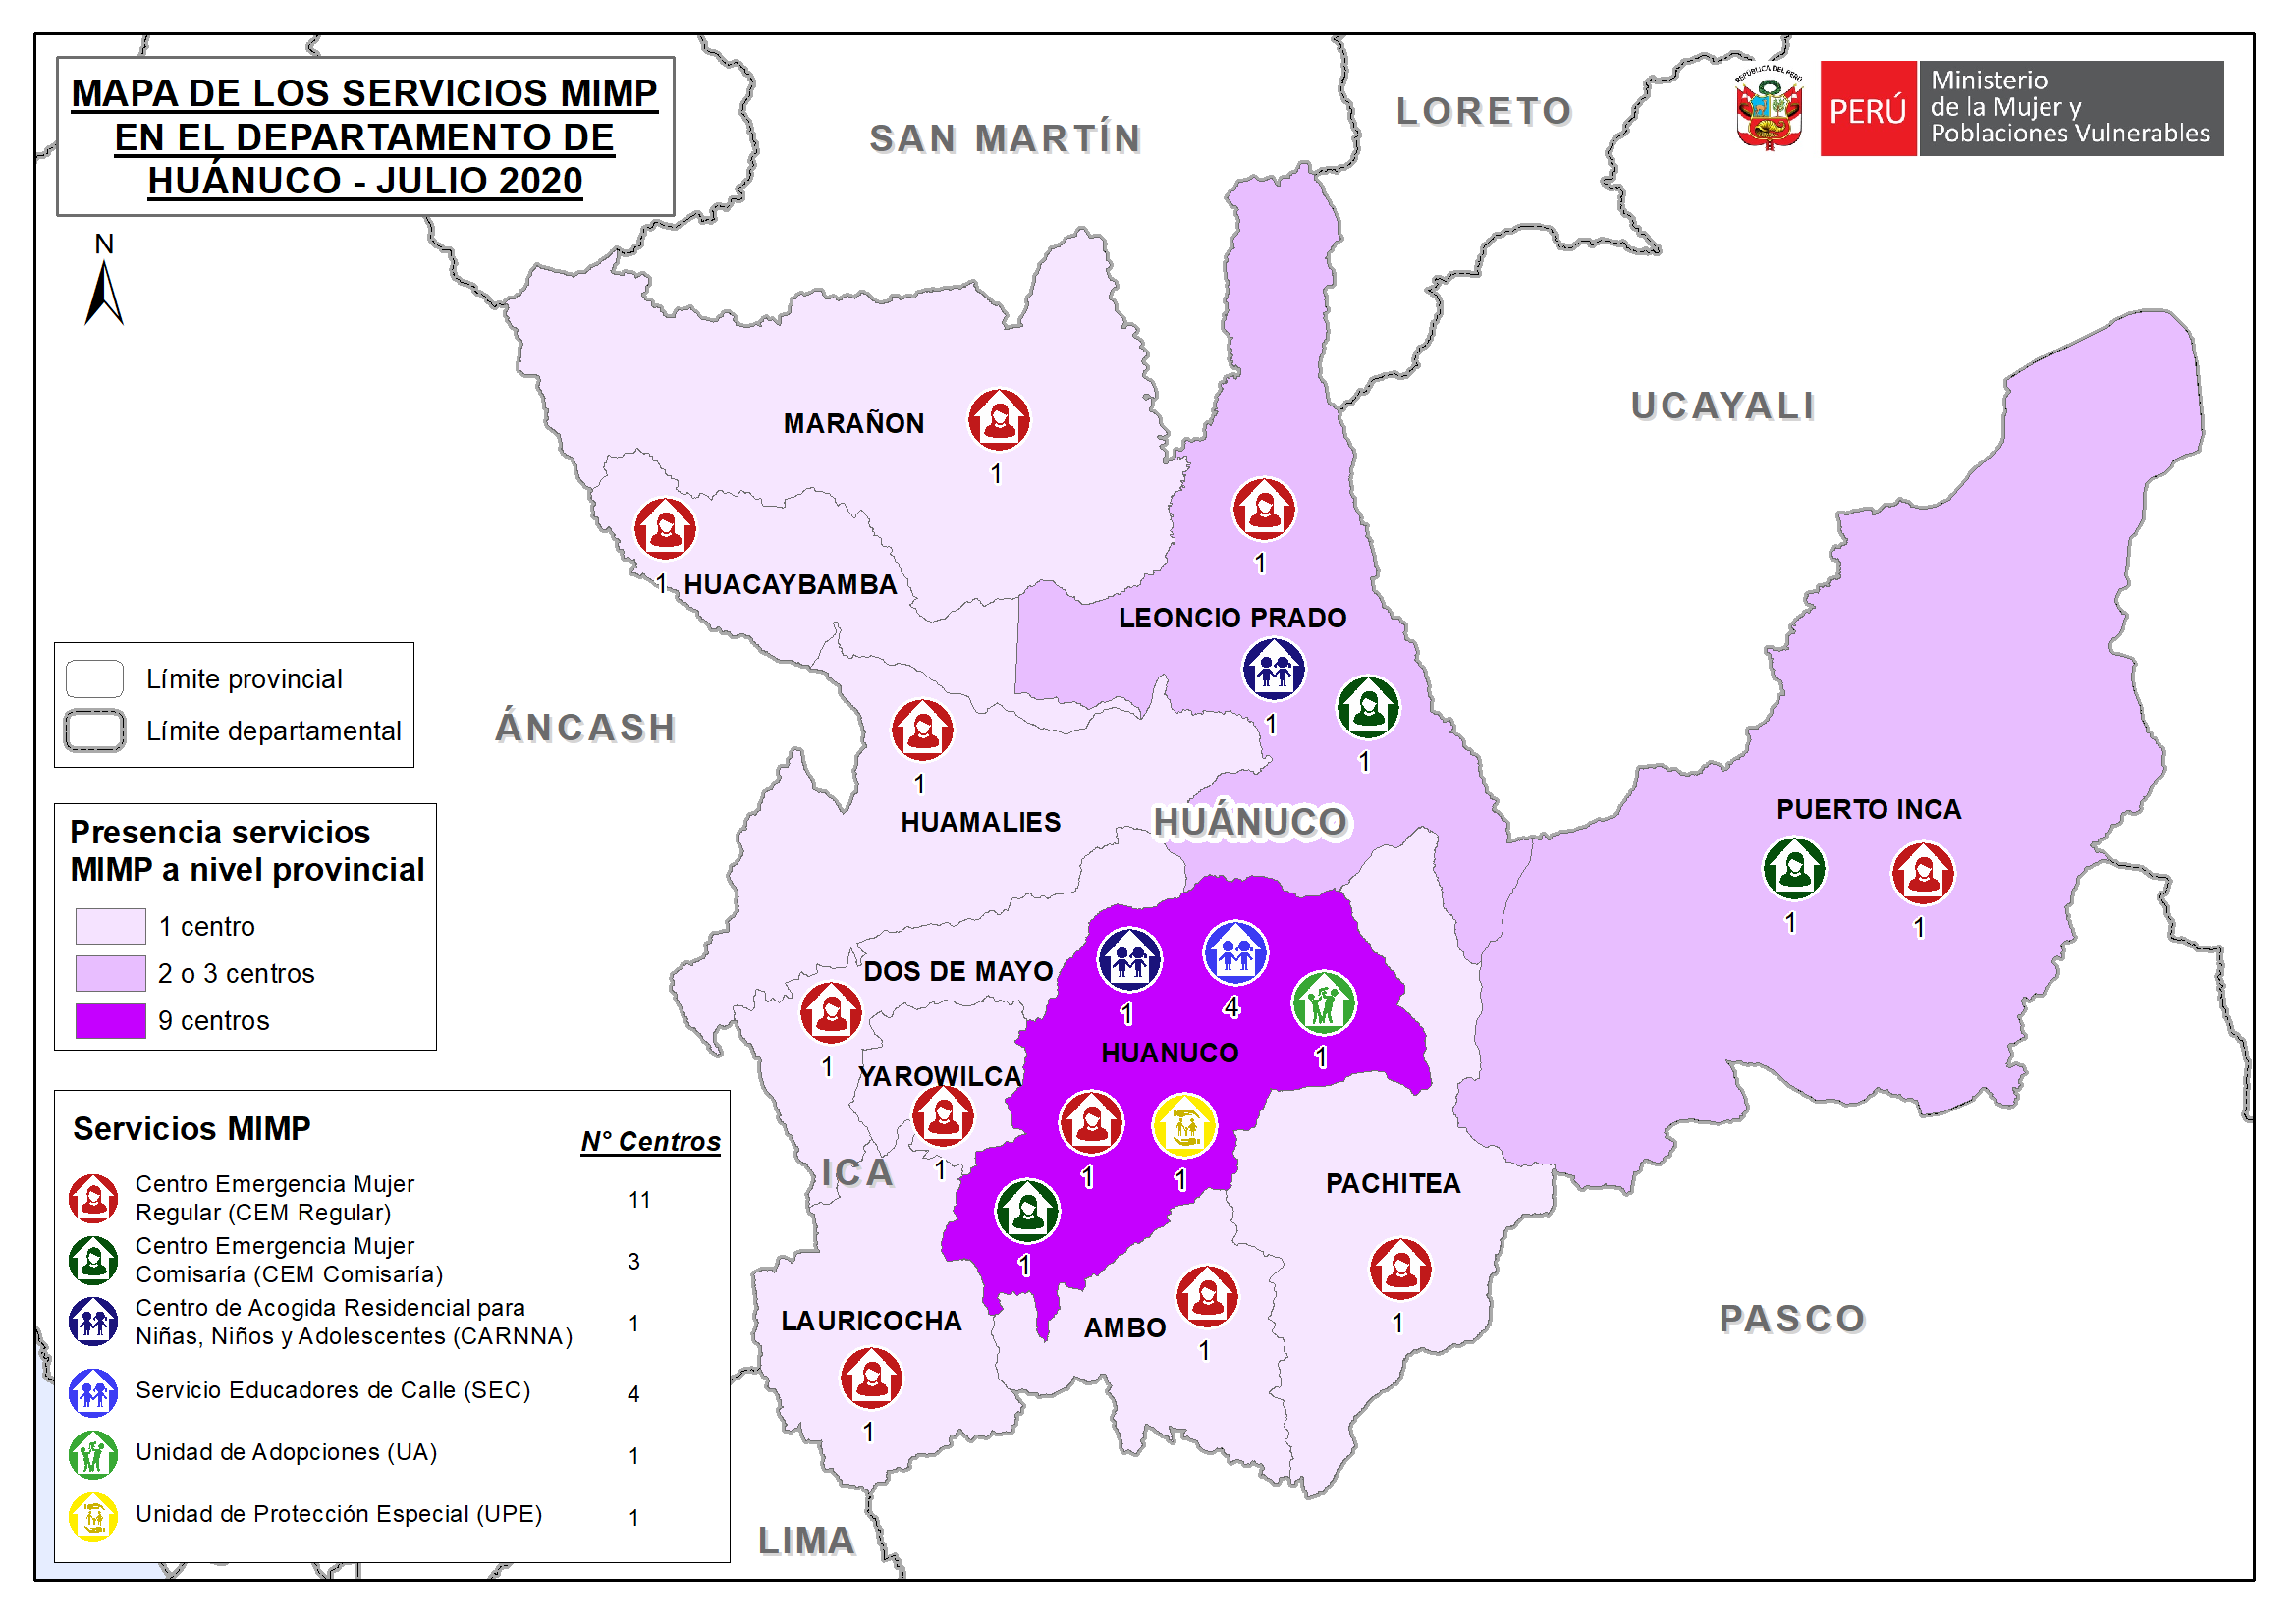 MAPA DE LOS SERVICIOS MIMP
EN EL DEPARTAMENTO DE
HUÁNUCO - JULIO 2020
N
REPÚBLICA DEL PERÚ
PERÚ
Ministerio
de la Mujer y
Poblaciones Vulnerables
LORETO
SAN MARTÍN
UCAYALI
MARAÑON
1
1
HUACAYBAMBA
1
LEONCIO PRADO
1
1
ÁNCASH
1
HUAMALIES
HUÁNUCO
PUERTO INCA
1
1
DOS DE MAYO
1
1
4
1
HUANUCO
YAROWILCA
1
ICA
1
1
1
PACHITEA
1
LAURICOCHA
1
AMBO
1
PASCO
LIMA
Límite provincial
Límite departamental
Presencia servicios
MIMP a nivel provincial
1 centro
2 o 3 centros
9 centros
Servicios MIMP
N° Centros
Centro Emergencia Mujer
Regular (CEM Regular)
11
Centro Emergencia Mujer
Comisaría (CEM Comisaría)
3
Centro de Acogida Residencial para
Niñas, Niños y Adolescentes (CARNNA)
1
Servicio Educadores de Calle (SEC)
4
Unidad de Adopciones (UA)
1
Unidad de Protección Especial (UPE)
1